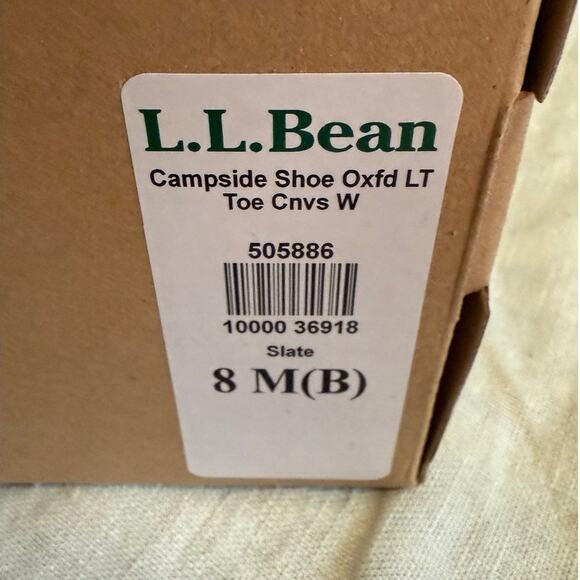 L.L.Bean
Campside Shoe Oxfd LT
Toe Cnvs W
505886
10000 36918
Slate
8 M(B)